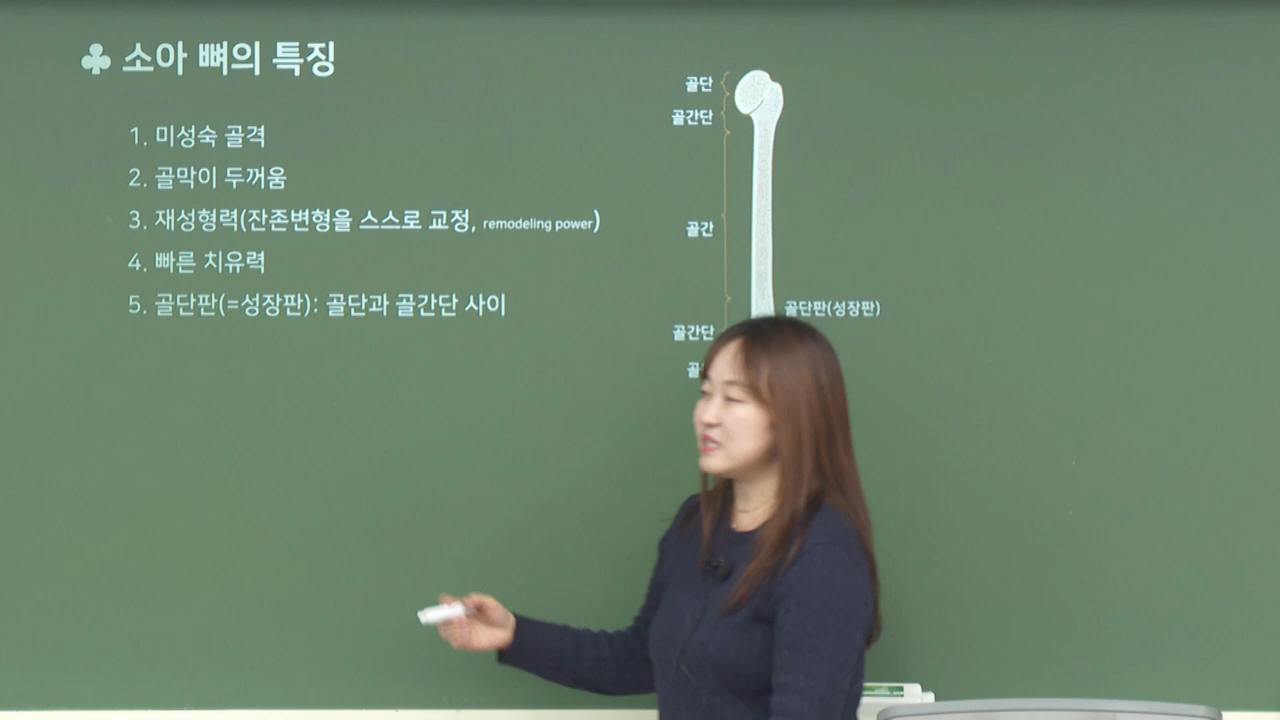 ♣ 소아 뼈의 특징
1. 미성숙 골격
2. 골막이 두꺼움
3. 재성형력(잔존변형을 스스로 교정, remodeling power)
4. 빠른 치유력
5. 골단판(=성장판): 골단과 골간단 사이
골단
골간단
골간
골단판(성장판)
골간단